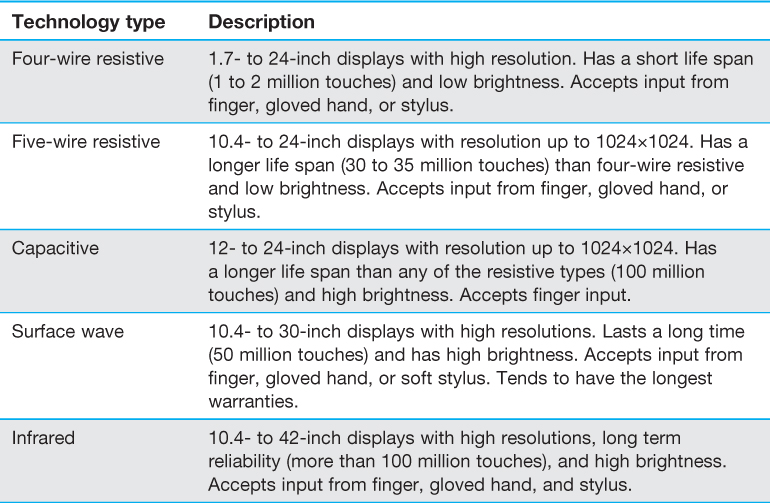 Technology type Description
Four-wire resistive 1.7- to 24-inch displays with high resolution. Has a short life span
(1 to 2 million touches) and low brightness. Accepts input from
finger, gloved hand, or stylus.
Five-wire resistive 10.4- to 24-inch displays with resolution up to 1024×1024. Has a
longer life span (30 to 35 million touches) than four-wire resistive
and low brightness. Accepts input from finger, gloved hand, or
stylus.
Capacitive 12- to 24-inch displays with resolution up to 1024×1024. Has
a longer life span than any of the resistive types (100 million
touches) and high brightness. Accepts finger input.
Surface wave 10.4- to 30-inch displays with high resolutions. Lasts a long time
(50 million touches) and has high brightness. Accepts input from
finger, gloved hand, or soft stylus. Tends to have the longest
warranties.
Infrared 10.4- to 42-inch displays with high resolutions, long term
reliability (more than 100 million touches), and high brightness.
Accepts input from finger, gloved hand, and stylus.